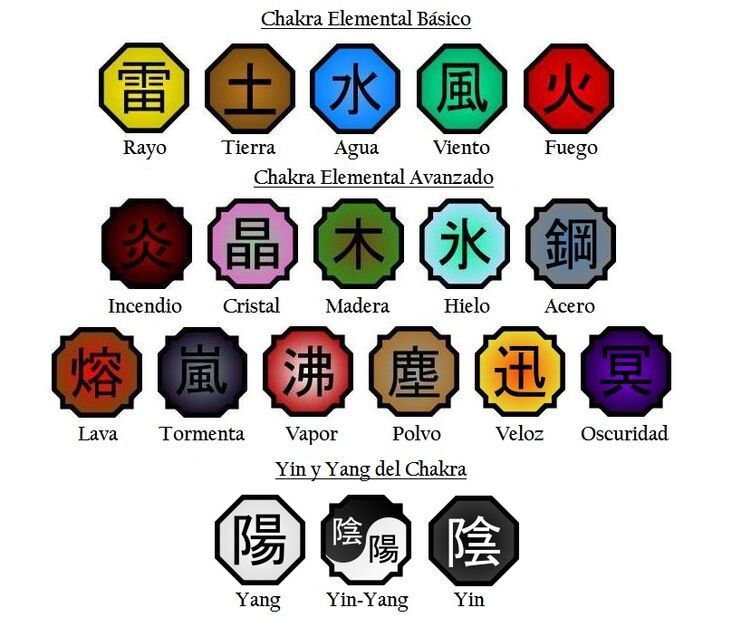 Chakra Elemental Básico
雷 土 水 風 火
Rayo Tierra Agua Viento Fuego
Chakra Elemental Avanzado
炎 晶 木 氷 鋼
Incendio Cristal Madera Hielo Acero
熔 嵐 沸 塵 迅 冥
Lava Tormenta Vapor Polvo Veloz Oscuridad
Yin y Yang del Chakra
陽 陰 陽 陰
Yang Yin-Yang Yin